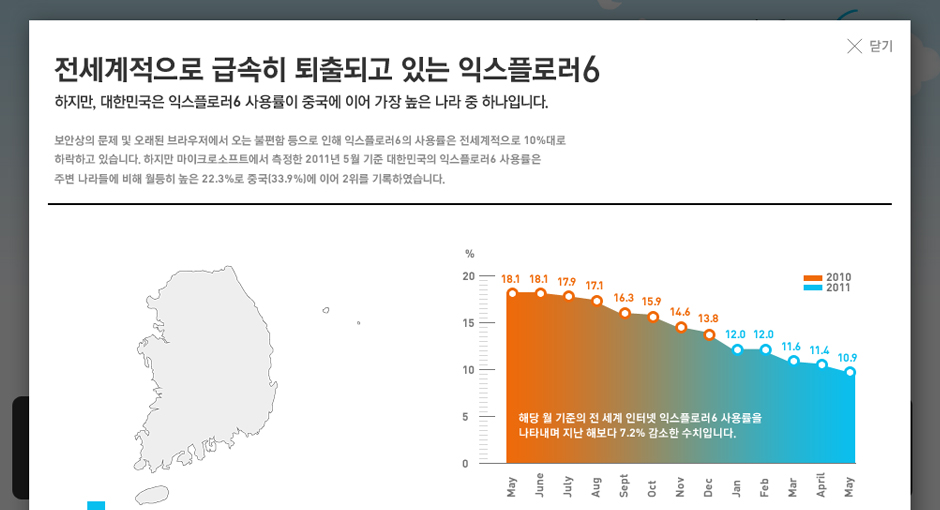 닫기
전세계적으로 급속히 퇴출되고 있는 익스플로러6
하지만, 대한민국은 익스플로러6 사용률이 중국에 이어 가장 높은 나라 중 하나입니다.
보안상의 문제 및 오래된 브라우저에서 오는 불편함 등으로 인해 익스플로러6의 사용률은 전세계적으로 10%대로
하락하고 있습니다. 하지만 마이크로소프트에서 측정한 2011년 5월 기준 대한민국의 익스플로러6 사용률은
주변 나라들에 비해 월등히 높은 22.3%로 중국(33.9%)에 이어 2위를 기록하였습니다.
%
20
15
10
5
0
2010
2011
18.1
18.1
17.9
17.1
16.3
15.9
14.6
13.8
12.0
12.0
11.6
11.4
10.9
해당 월 기준의 전 세계 인터넷 익스플로러6 사용률을
나타내며 지난 해보다 7.2% 감소한 수치입니다.
May
June
July
Aug
Sept
Oct
Nov
Dec
Jan
Feb
Mar
April
May